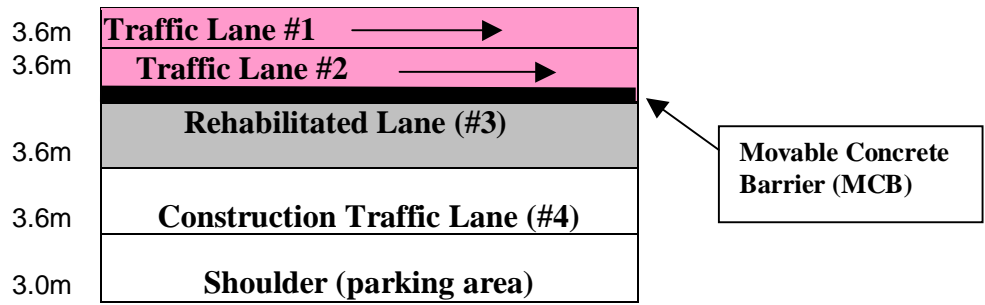 3.6m
Traffic Lane #1
3.6m
Traffic Lane #2
Rehabilitated Lane (#3)
3.6m
Movable Concrete
Barrier (MCB)
3.6m
Construction Traffic Lane (#4)
3.0m
Shoulder (parking area)